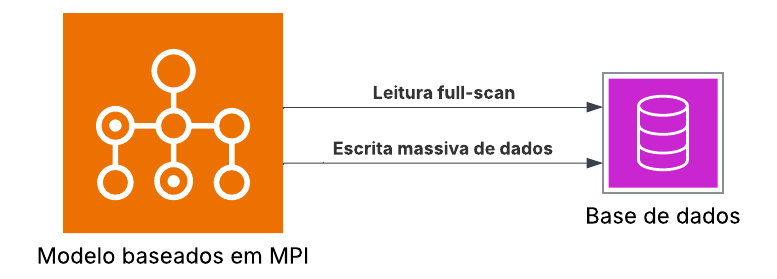 Leitura full-scan
Escrita massiva de dados
Base de dados
Modelo baseados em MPI